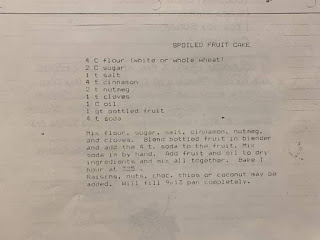 SPOILED FRUIT CAKE
4 C flour (white or whole wheat)
2 C sugar
1 t salt
4 t cinnamon
2 t nutmeg
1 t cloves
1 C oil
1 qt bottled fruit
4 t soda
Mix flour, sugar, salt, cinnamon, nutmeg,
and cloves. Blend bottled fruit in blender
and add the 4 t. soda to the fruit. Mix
soda in by hand. Add fruit and oil to dry
ingredients and mix all together. Bake 1
hour at 325
Raisins, nuts, choc. chips or coconut may be
added. Will fill 9x13 pan completely.